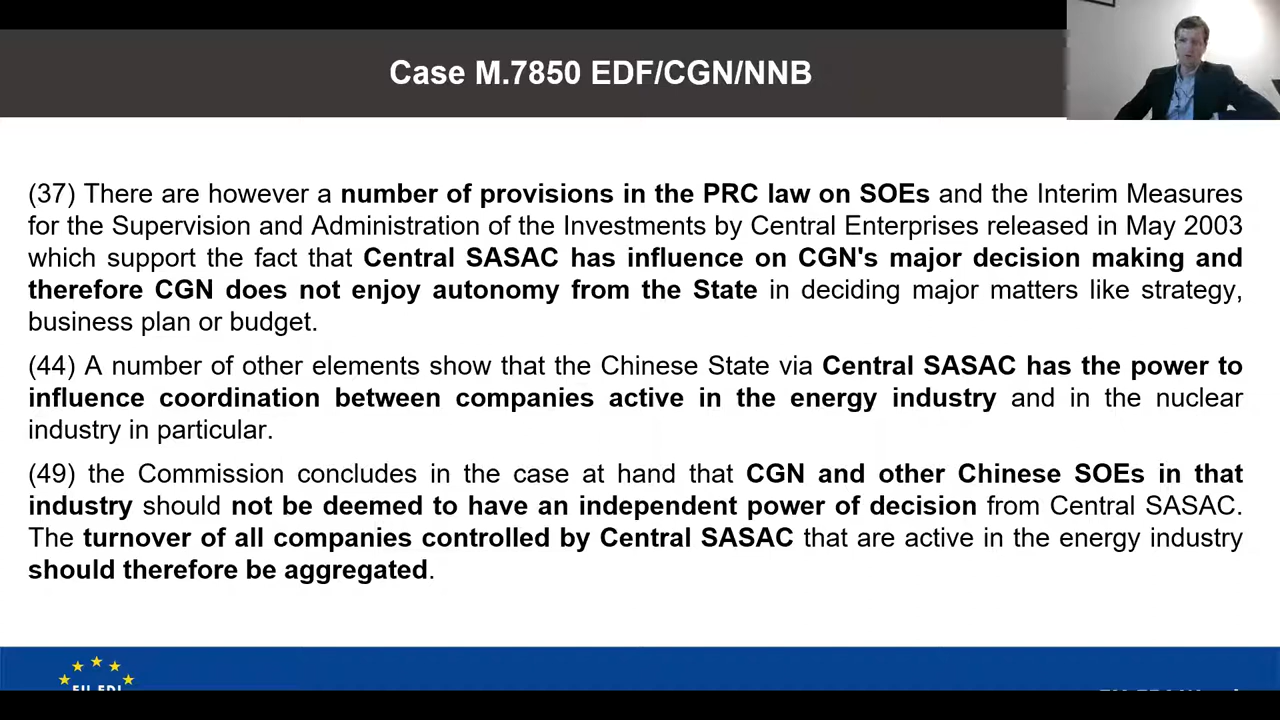 Case M.7850 EDF/CGN/NNB
(37) There are however a number of provisions in the PRC law on SOEs and the Interim Measures
for the Supervision and Administration of the Investments by Central Enterprises released in May 2003
which support the fact that Central SASAC has influence on CGN's major decision making and
therefore CGN does not enjoy autonomy from the State in deciding major matters like strategy,
business plan or budget.
(44) A number of other elements show that the Chinese State via Central SASAC has the power to
influence coordination between companies active in the energy industry and in the nuclear
industry in particular.
(49) the Commission concludes in the case at hand that CGN and other Chinese SOEs in that
industry should not be deemed to have an independent power of decision from Central SASAC.
The turnover of all companies controlled by Central SASAC that are active in the energy industry
should therefore be aggregated.